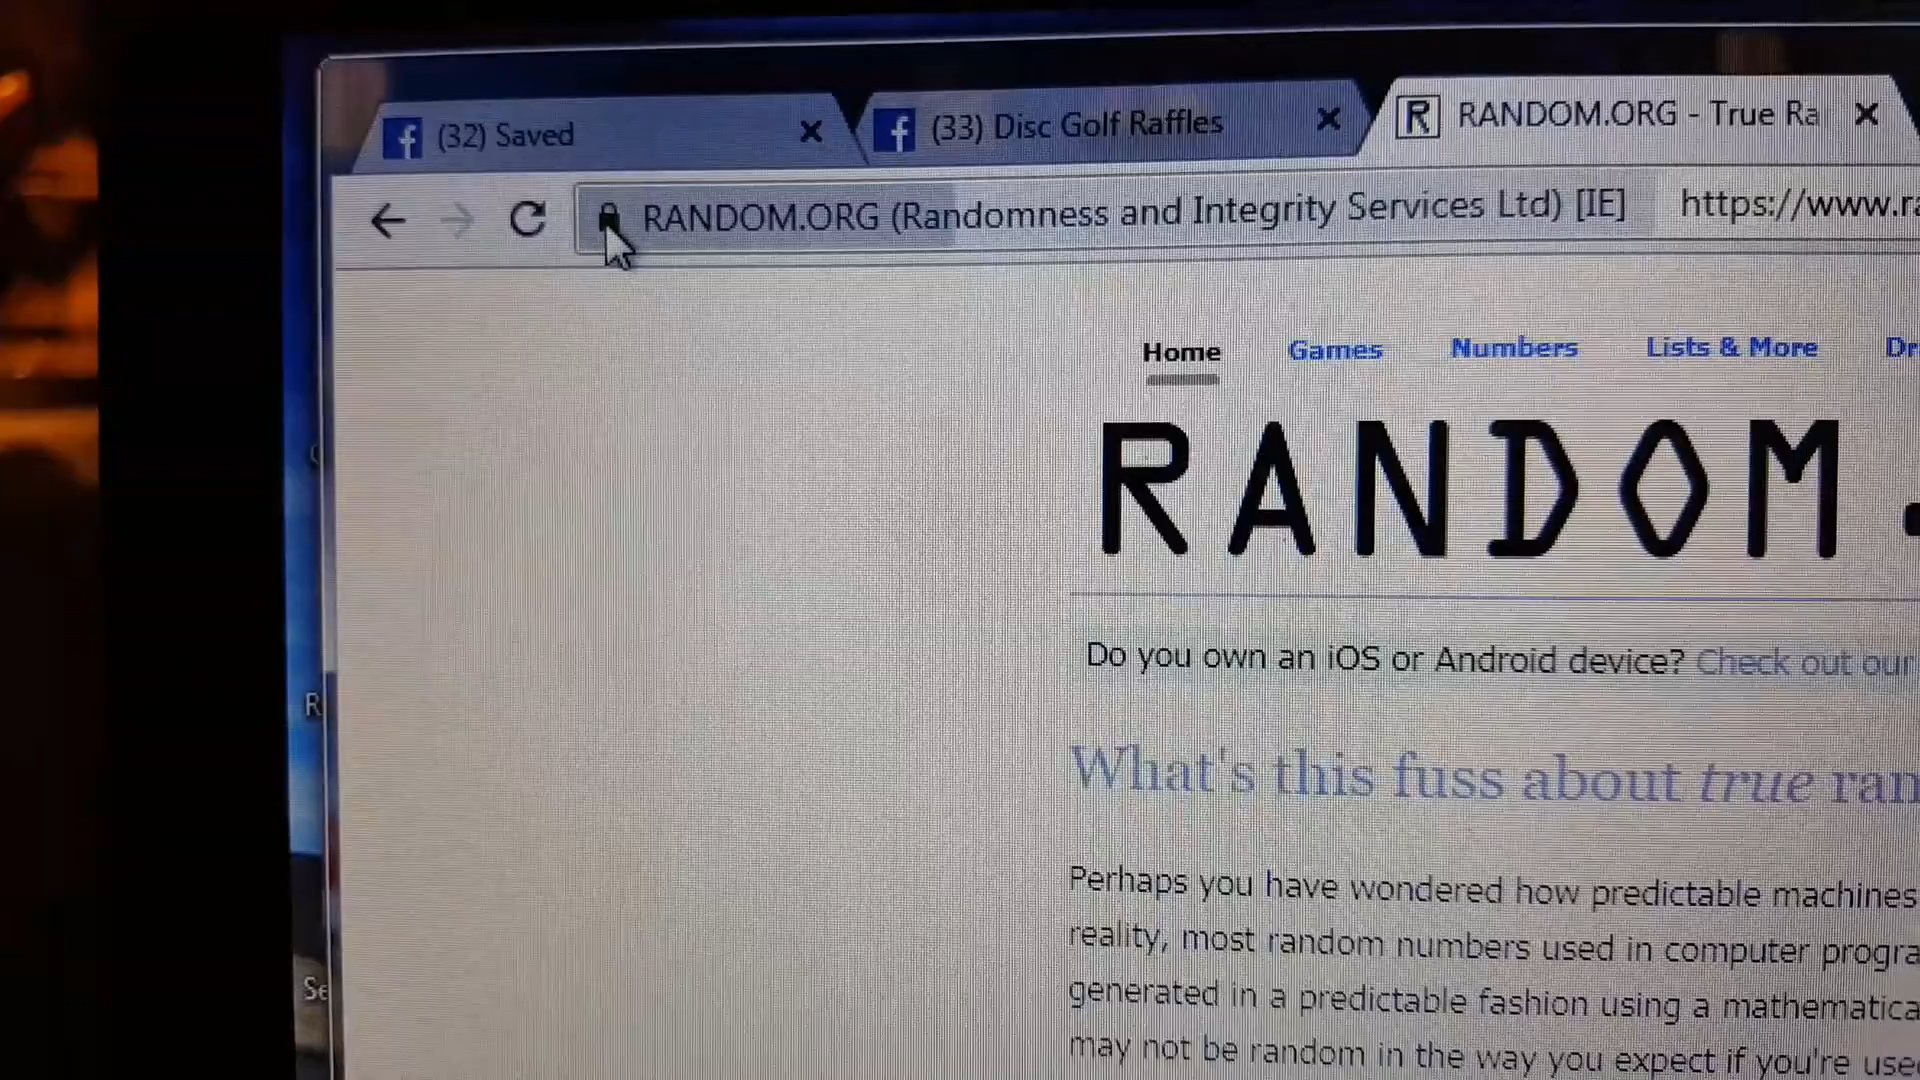 (32) Saved
(33) Disc Golf Raffles
R RANDOM.ORG - True Ra
RANDOM.ORG (Randomness and Integrity Services Ltd) [IE] https://www.ra
Home Games Numbers Lists & More Dr
RANDOM.
Do you own an iOS or Android device? Check out our
What's this fuss about true ran
Perhaps you have wondered how predictable machines
reality, most random numbers used in computer progra
generated in a predictable fashion using a mathematica
may not be random in the way you expect if you're use
R
Se